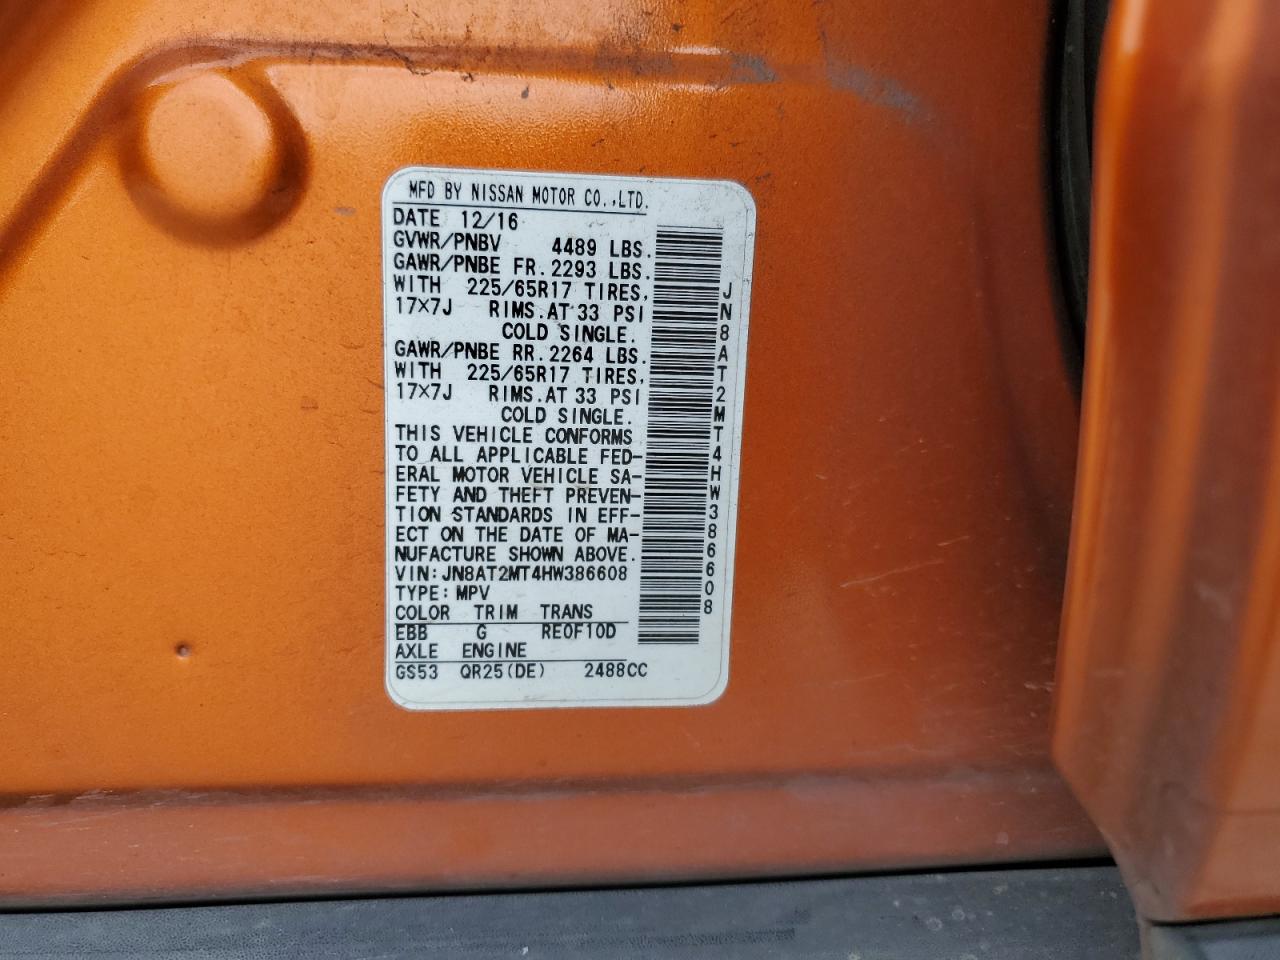 MFD BY NISSAN MOTOR CO.,LTD.
DATE 12/16
GVWR/PNBV 4489 LBS.
GAWR/PNBE FR.2293 LBS.
WITH 225/65R17 TIRES,
17×7J RIMS.AT 33 PSI
COLD SINGLE.
GAWR/PNBE RR.2264 LBS.
WITH 225/65R17 TIRES,
17×7J RIMS.AT 33 PSI
COLD SINGLE.
THIS VEHICLE CONFORMS
TO ALL APPLICABLE FED-
ERAL MOTOR VEHICLE SA-
FETY AND THEFT PREVEN-
TION STANDARDS IN EFF-
ECT ON THE DATE OF MA-
NUFACTURE SHOWN ABOVE.
VIN:JN8AT2MT4HW386608
TYPE:MPV
COLOR TRIM TRANS
EBB G RE0F10D
AXLE ENGINE
GS53 QR25(DE) 2488CC
JN8AT2MT4HW386608